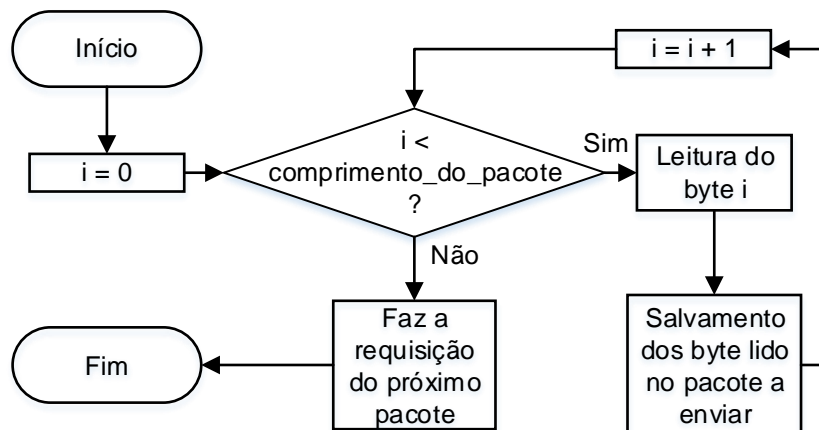 Início
i = i + 1
i = 0
i <
comprimento_do_pacote
?
Sim
Leitura do
byte i
Não
Fim
Faz a
requisição
do próximo
pacote
Salvamento
dos byte lido
no pacote a
enviar